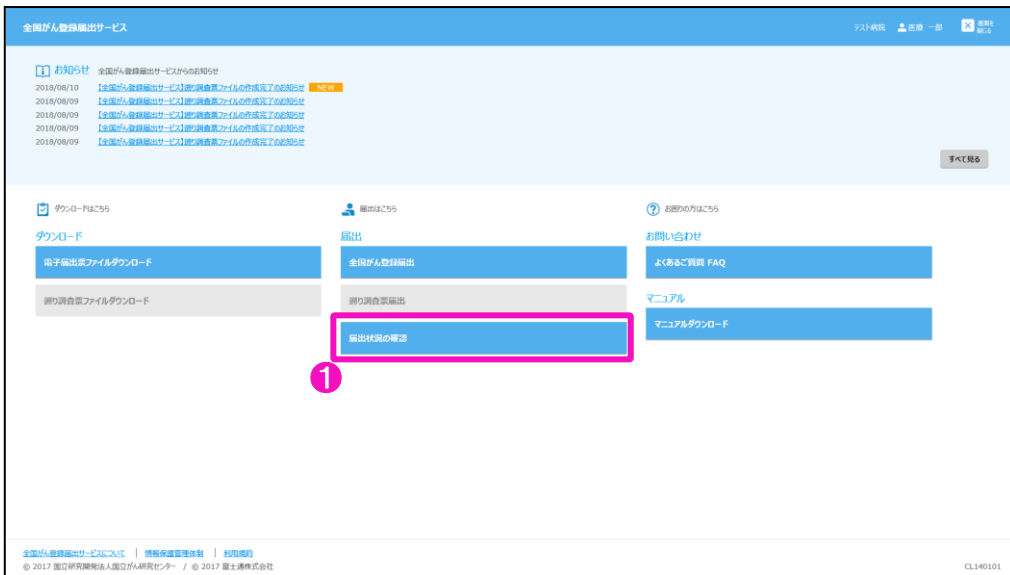 全国がん登録届出サービス
テスト病院 医療 一郎 画面を閉じる
お知らせ 全国がん登録届出サービスからのお知らせ
2018/08/10 【全国がん登録届出サービス】遡り調査票ファイルの作成完了のお知らせ NEW
2018/08/09 【全国がん登録届出サービス】遡り調査票ファイルの作成完了のお知らせ
2018/08/09 【全国がん登録届出サービス】遡り調査票ファイルの作成完了のお知らせ
2018/08/09 【全国がん登録届出サービス】遡り調査票ファイルの作成完了のお知らせ
2018/08/09 【全国がん登録届出サービス】遡り調査票ファイルの作成完了のお知らせ
すべて見る
ダウンロードはこちら
ダウンロード
電子届出票ファイルダウンロード
遡り調査票ファイルダウンロード
届出はこちら
届出
全国がん登録届出
遡り調査票届出
届出状況の確認
1
お困りの方はこちら
お問い合わせ
よくあるご質問 FAQ
マニュアル
マニュアルダウンロード
全国がん登録届出サービスについて | 情報保護管理体制 | 利用規約
© 2017 国立研究開発法人国立がん研究センター / © 2017 富士通株式会社
CL140101